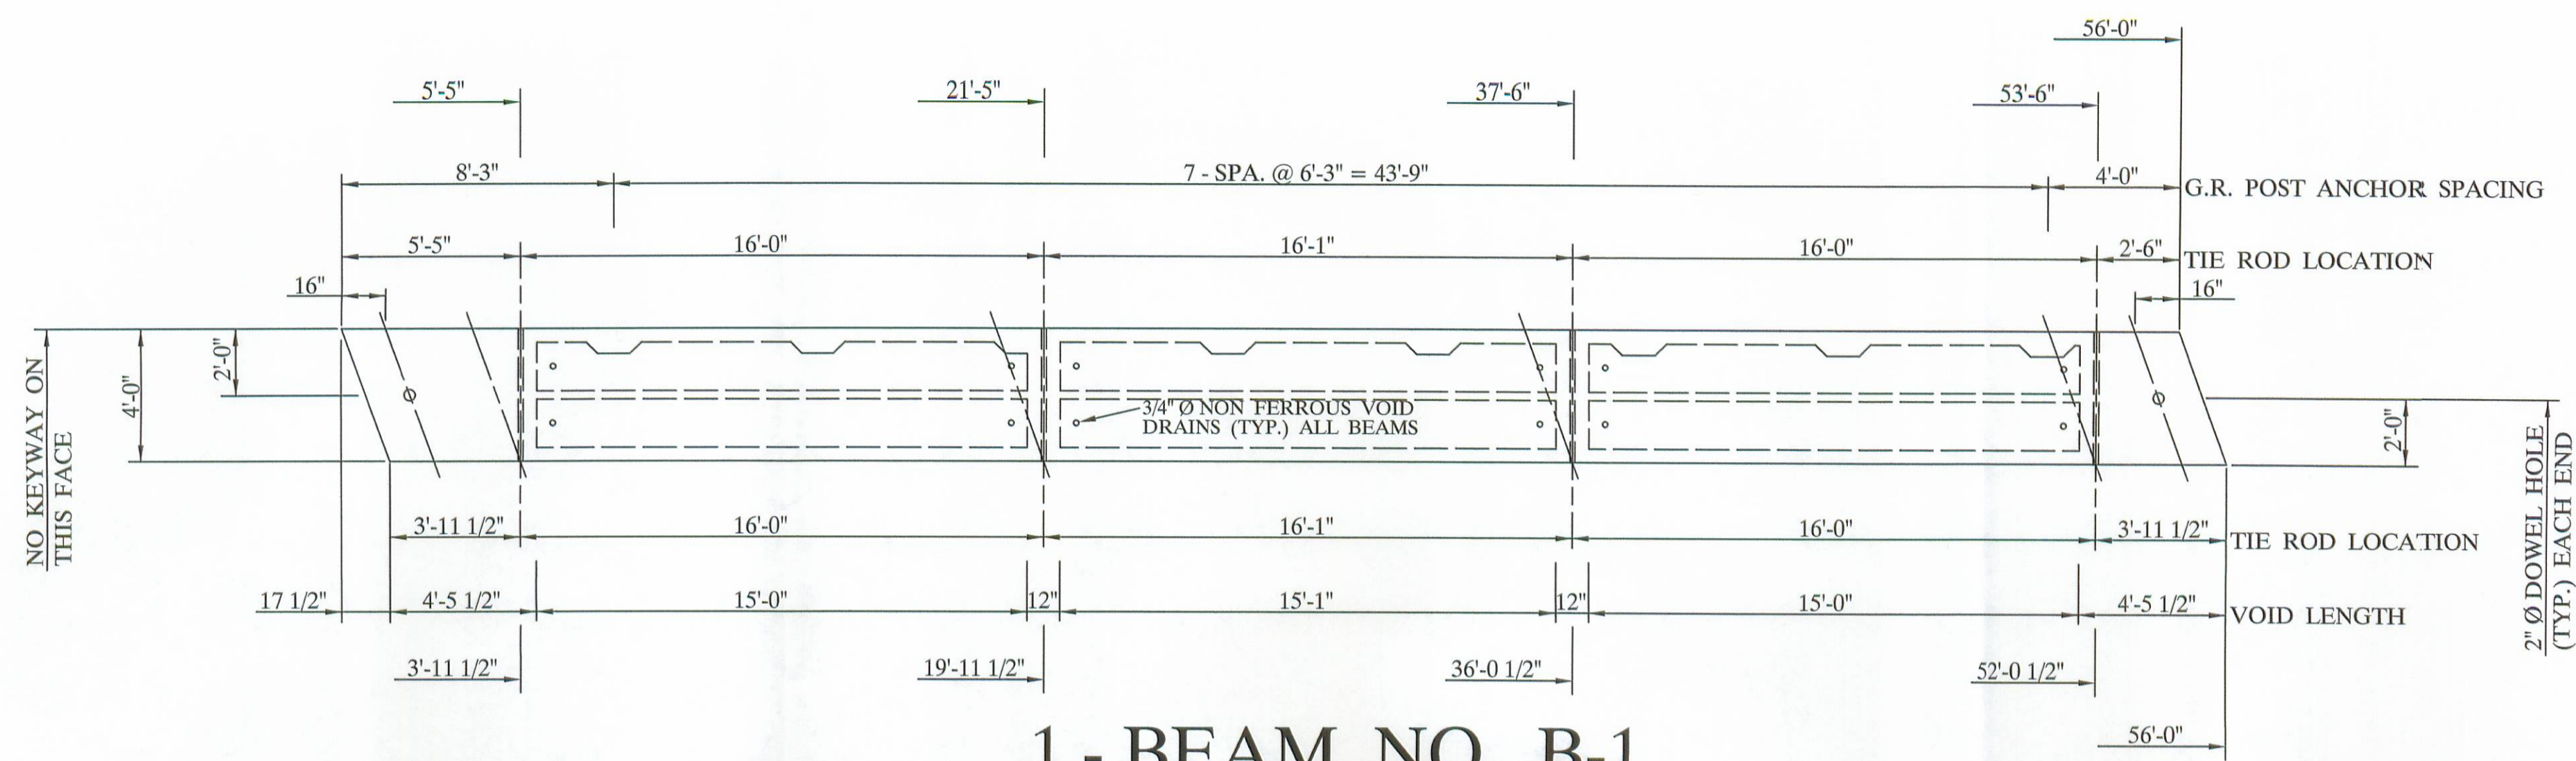 56'-0"
5'-5"
21'-5"
37'-6"
53'-6"
8'-3"
7 - SPA. @ 6'-3" = 43'-9"
4'-0"
G.R. POST ANCHOR SPACING
5'-5"
16'-0"
16'-1"
16'-0"
2'-6"
TIE ROD LOCATION
16"
16"
NO KEYWAY ON
THIS FACE
4'-0"
2'-0"
Ø
Ø
3/4" Ø NON FERROUS VOID
DRAINS (TYP.) ALL BEAMS
2'-0"
2" Ø DOWEL HOLE
(TYP.) EACH END
3'-11 1/2"
16'-0"
16'-1"
16'-0"
3'-11 1/2"
TIE ROD LOCATION
17 1/2"
4'-5 1/2"
15'-0"
12"
15'-1"
12"
15'-0"
4'-5 1/2"
VOID LENGTH
3'-11 1/2"
19'-11 1/2"
36'-0 1/2"
52'-0 1/2"
1 - BEAM NO. B-1
56'-0"